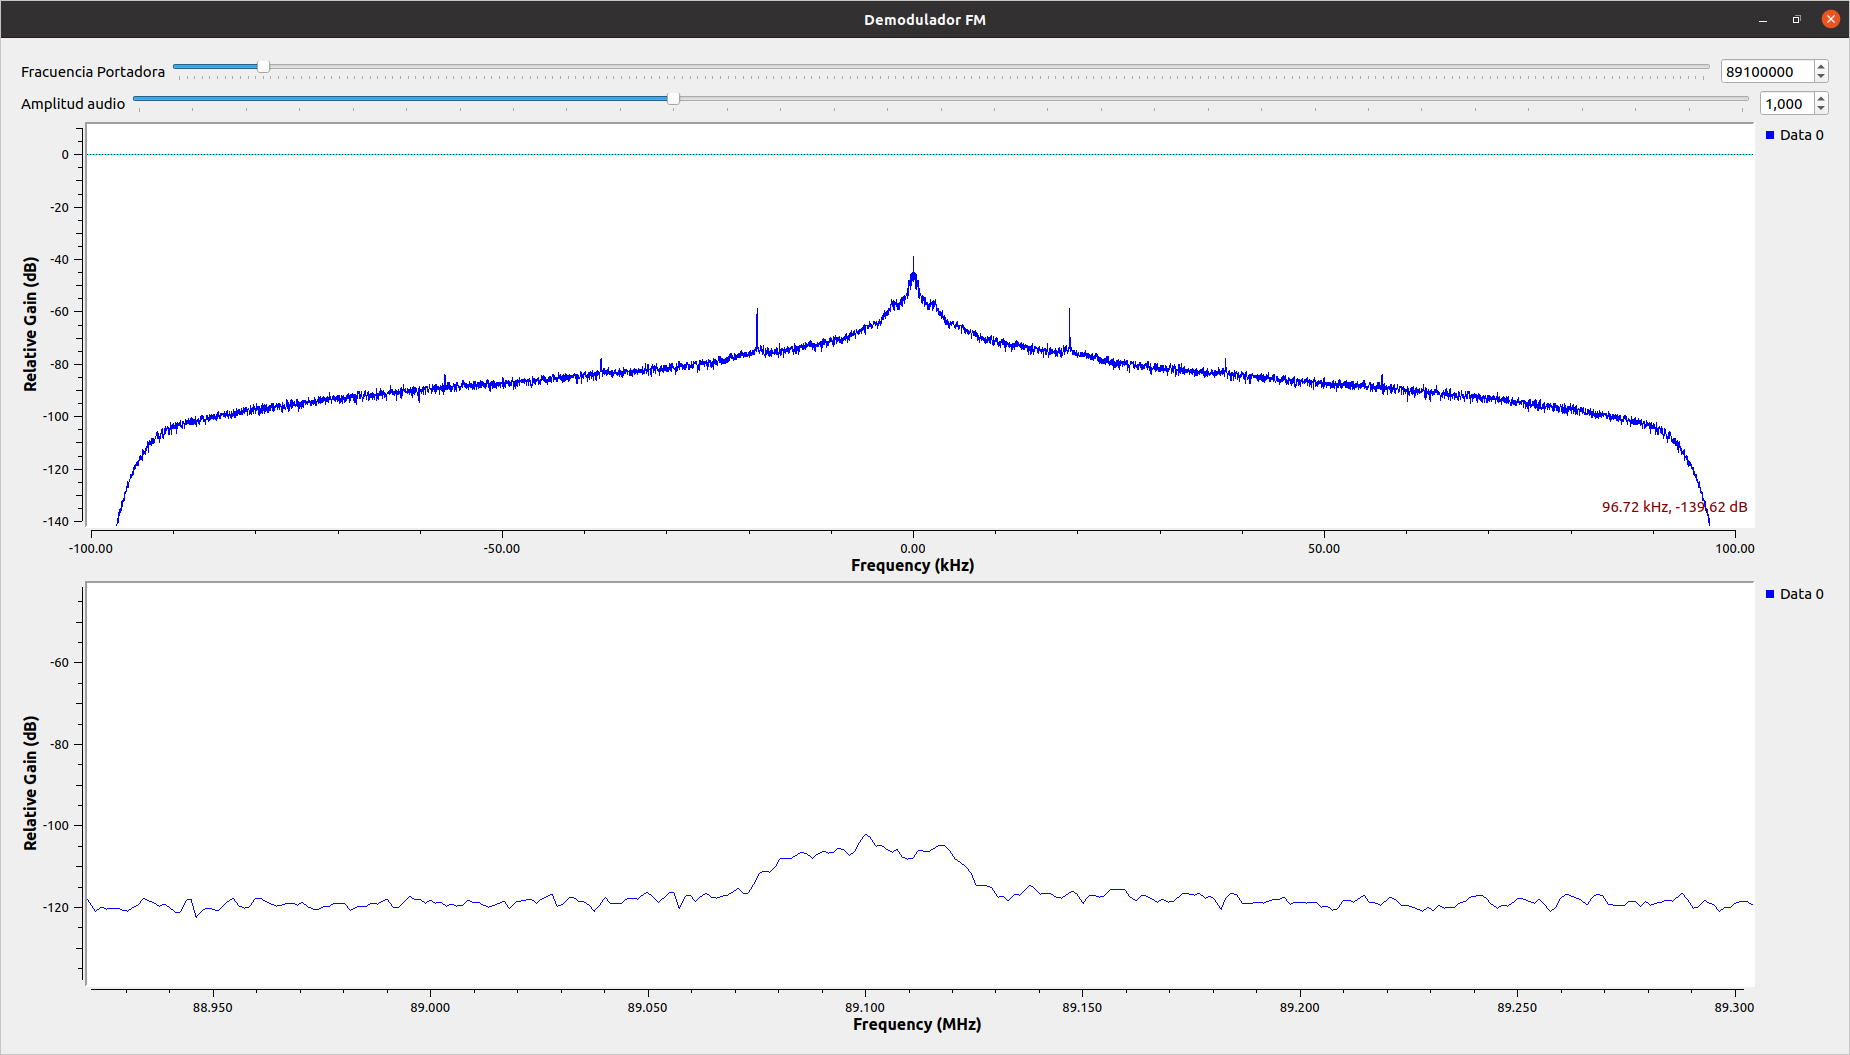 Demodulador FM
Fracuencia Portadora 89100000
Amplitud audio 1,000
Data 0
0
-20
-40
-60
-80
-100
-120
-140
Relative Gain (dB)
96.72 kHz, -139.62 dB
-100.00 -50.00 0.00 50.00 100.00
Frequency (kHz)
Data 0
-60
-80
-100
-120
Relative Gain (dB)
88.950 89.000 89.050 89.100 89.150 89.200 89.250 89.300
Frequency (MHz)